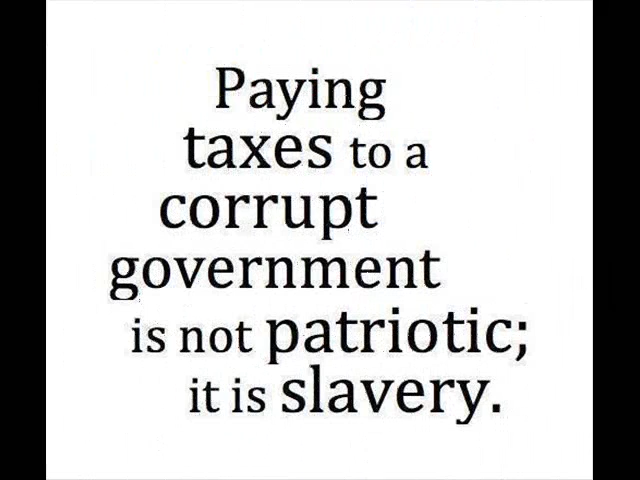 Paying
taxes to a
corrupt
government
is not patriotic;
it is slavery.